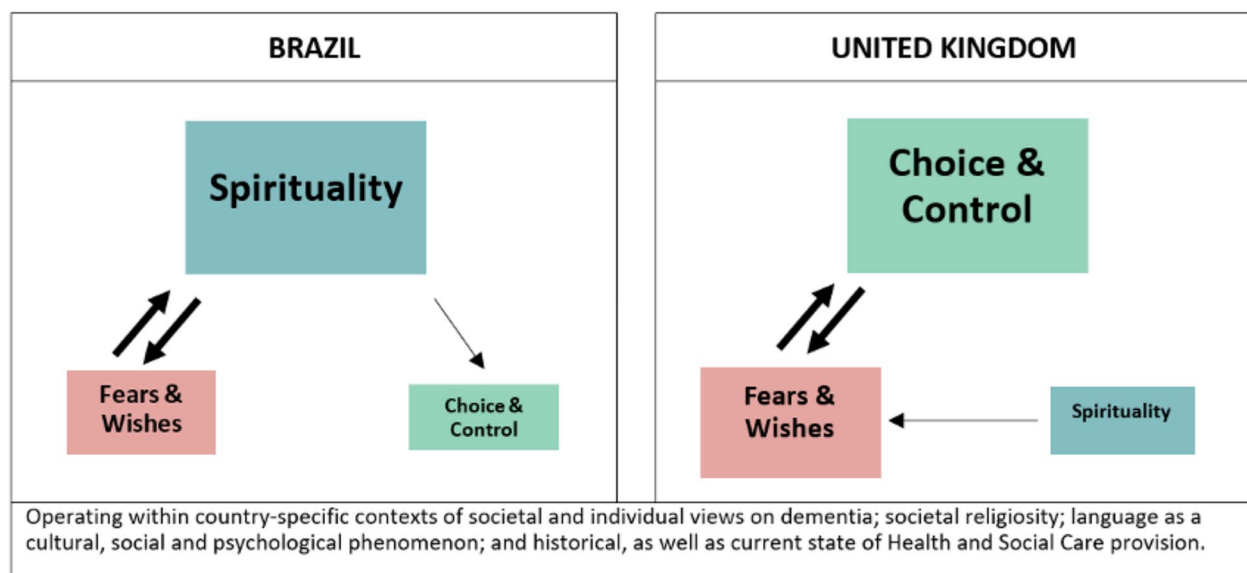 BRAZIL
Spirituality
Fears &
Wishes
Choice &
Control
UNITED KINGDOM
Choice &
Control
Fears &
Wishes
Spirituality
Operating within country-specific contexts of societal and individual views on dementia; societal religiosity; language as a
cultural, social and psychological phenomenon; and historical, as well as current state of Health and Social Care provision.